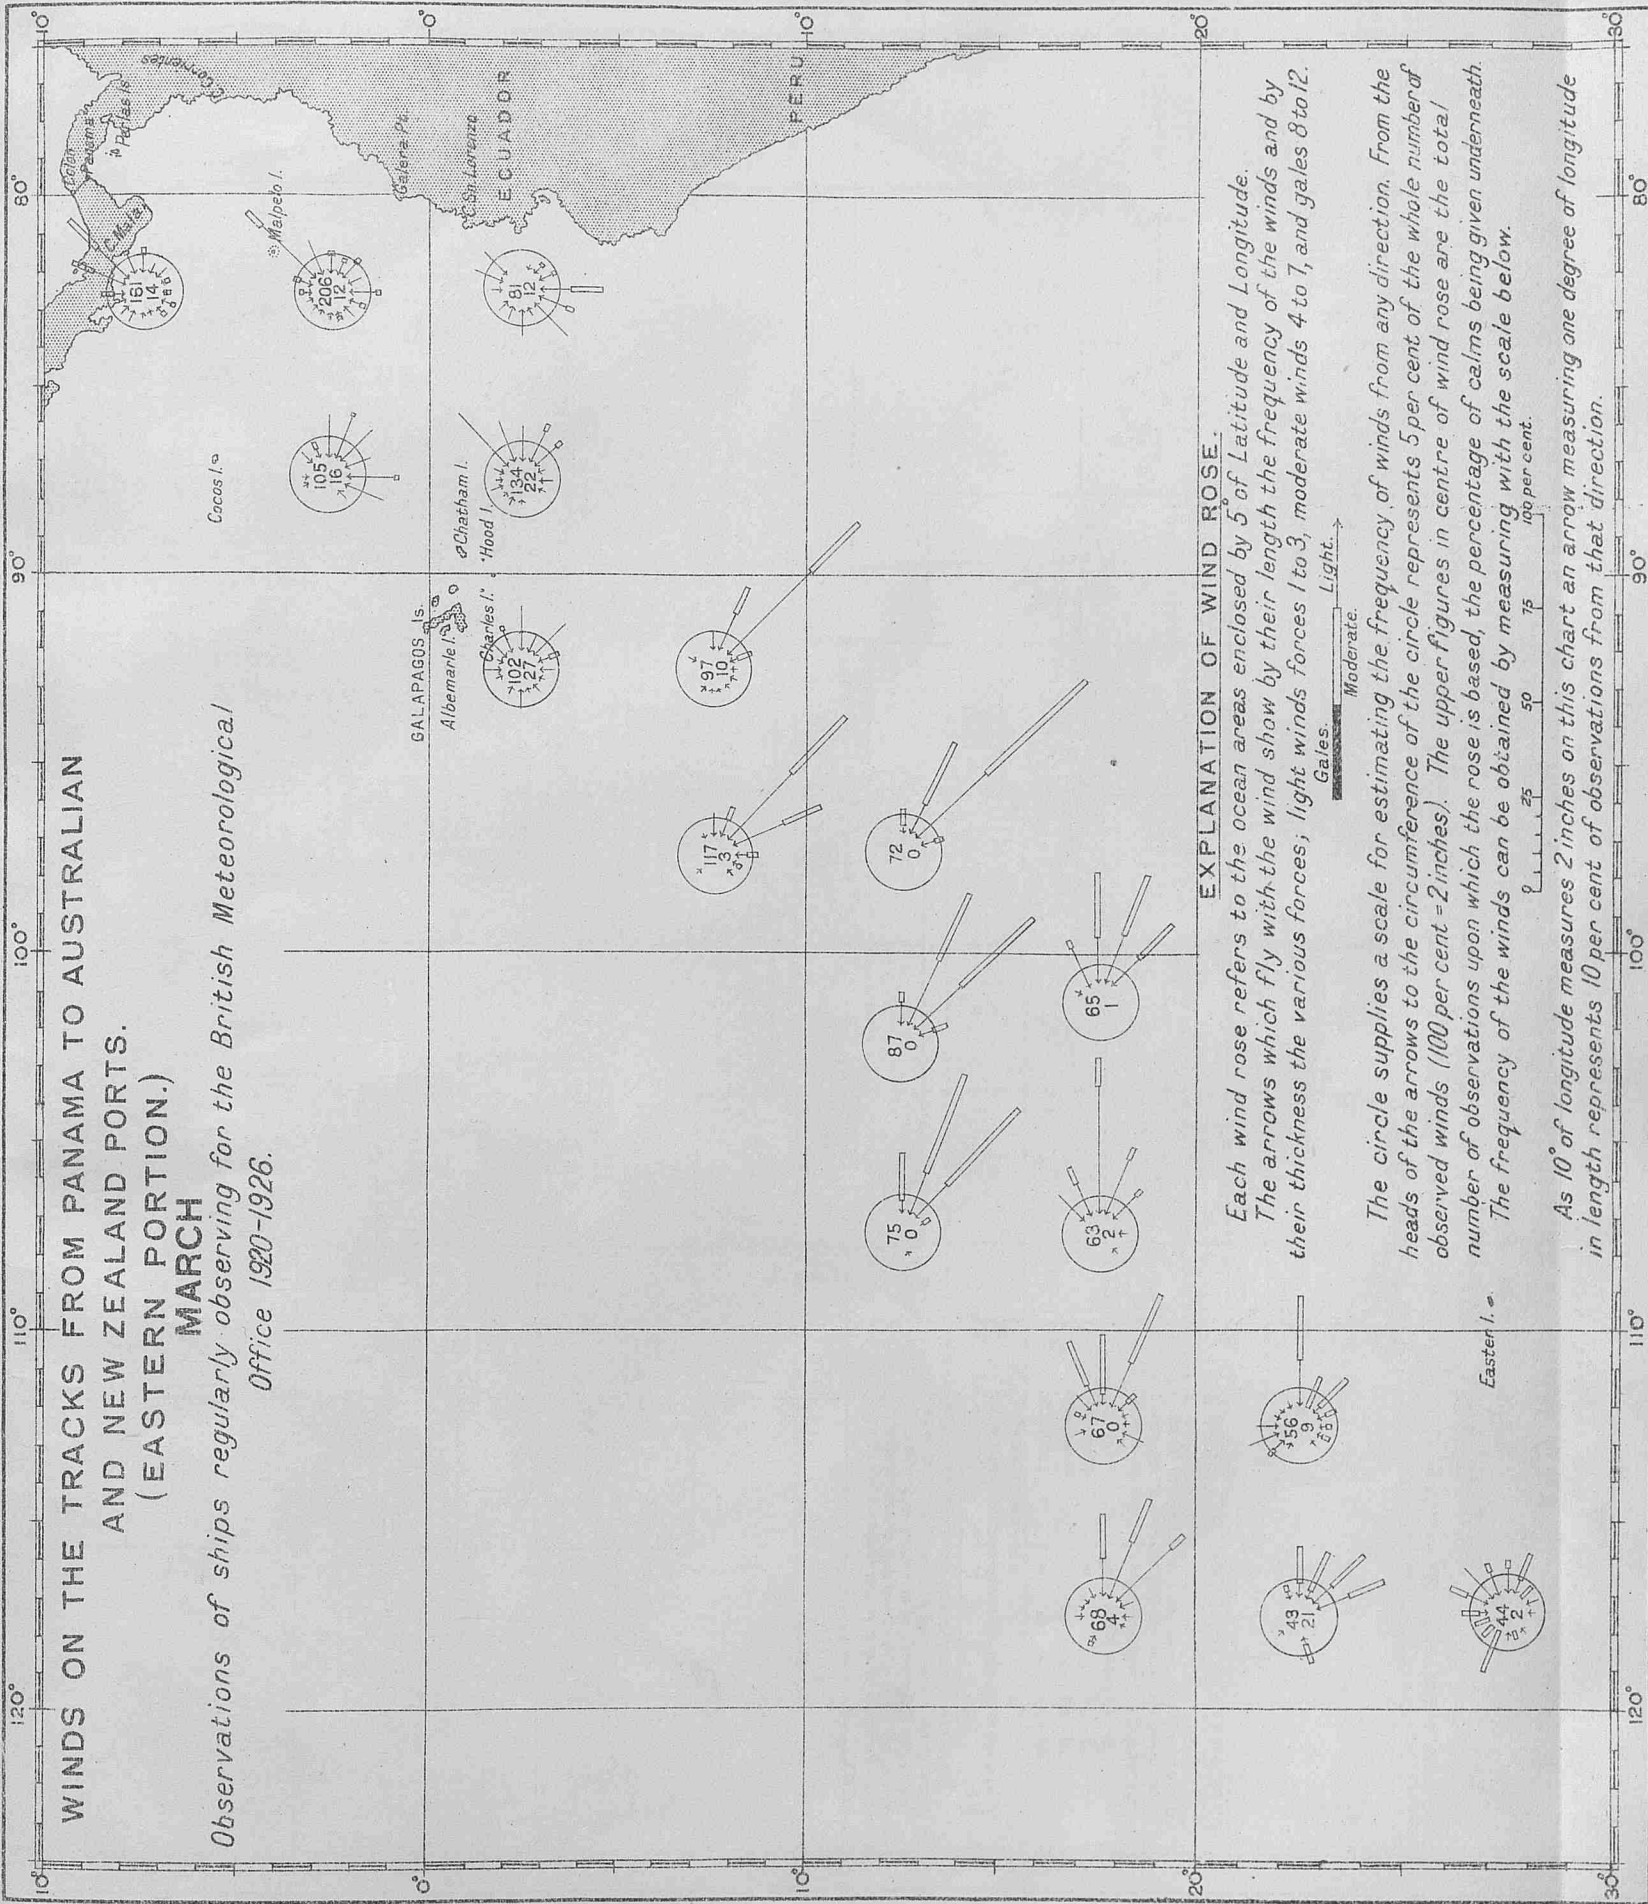 WINDS ON THE TRACKS FROM PANAMA TO AUSTRALIAN
AND NEW ZEALAND PORTS.
(EASTERN PORTION.)
MARCH
Observations of ships regularly observing for the British Meteorological
Office 1920-1926.
120°
110°
100°
90°
80°
10°
10°
0°
0°
10°
10°
20°
20°
30°
30°
120°
110°
100°
90°
80°
Colon
Panama
Perlas Is
C. Mala
Corrientes
Cocos I.
Malpelo I.
Galera Pt.
C. Sn. Lorenzo
ECUADOR
PERU
GALAPAGOS Is.
Albemarle I.
Charles I.
Chatham I.
Hood I.
Easter I.
161
14
206
12
105
16
81
12
134
22
102
27
97
10
117
3
72
0
87
0
75
0
65
1
63
2
67
0
68
4
56
9
43
21
44
2
EXPLANATION OF WIND ROSE.
Each wind rose refers to the ocean areas enclosed by 5° of Latitude and Longitude.
The arrows which fly with the wind show by their length the frequency of the winds and by
their thickness the various forces; light winds forces 1 to 3, moderate winds 4 to 7, and gales 8 to 12.
Gales. Light.
Moderate.
The circle supplies a scale for estimating the frequency of winds from any direction. From the
heads of the arrows to the circumference of the circle represents 5 per cent of the whole number of
observed winds (100 per cent = 2 inches). The upper figures in centre of wind rose are the total
number of observations upon which the rose is based, the percentage of calms being given underneath.
The frequency of the winds can be obtained by measuring with the scale below.
0 25 50 75 100 per cent.
As 10° of longitude measures 2 inches on this chart an arrow measuring one degree of longitude
in length represents 10 per cent of observations from that direction.